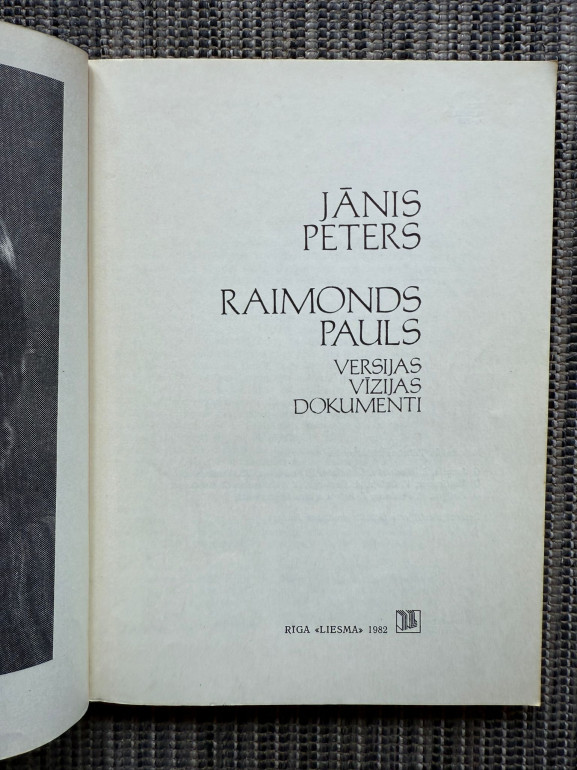 JĀNIS
PETERS
RAIMONDS
PAULS
VERSIJAS
VĪZIJAS
DOKUMENTI
RĪGA «LIESMA» 1982